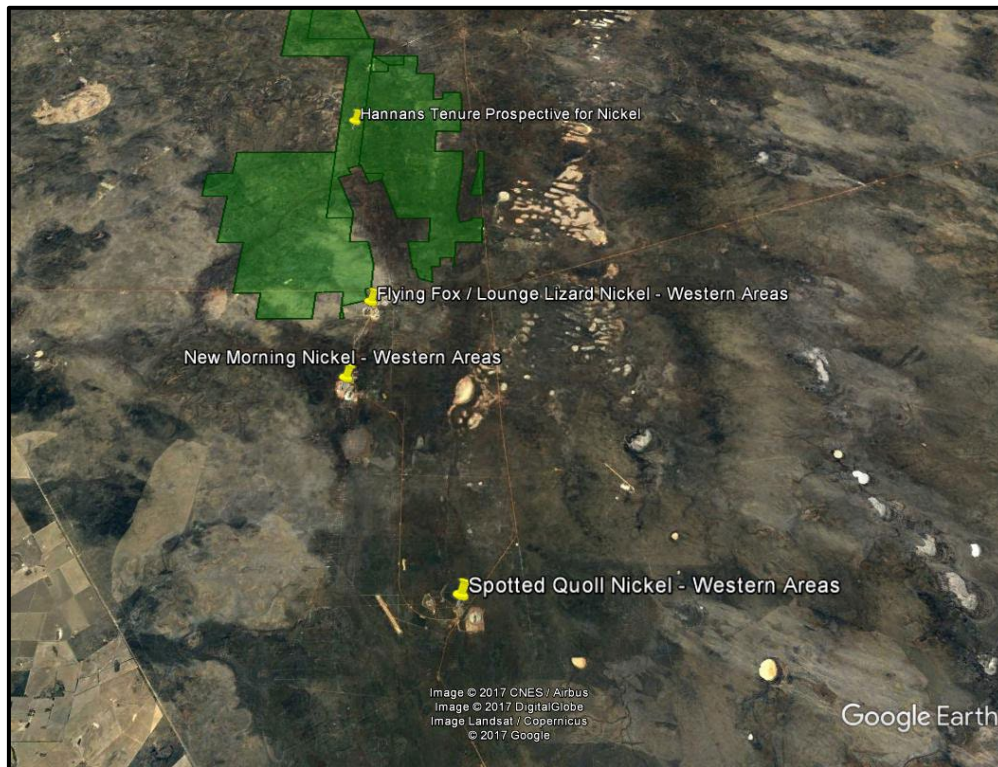 Hannans Tenure Prospective for Nickel
Flying Fox / Lounge Lizard Nickel - Western Areas
New Morning Nickel - Western Areas
Spotted Quoll Nickel - Western Areas
Image © 2017 CNES / Airbus
Image © 2017 DigitalGlobe
Image Landsat / Copernicus
© 2017 Google
Google Earth